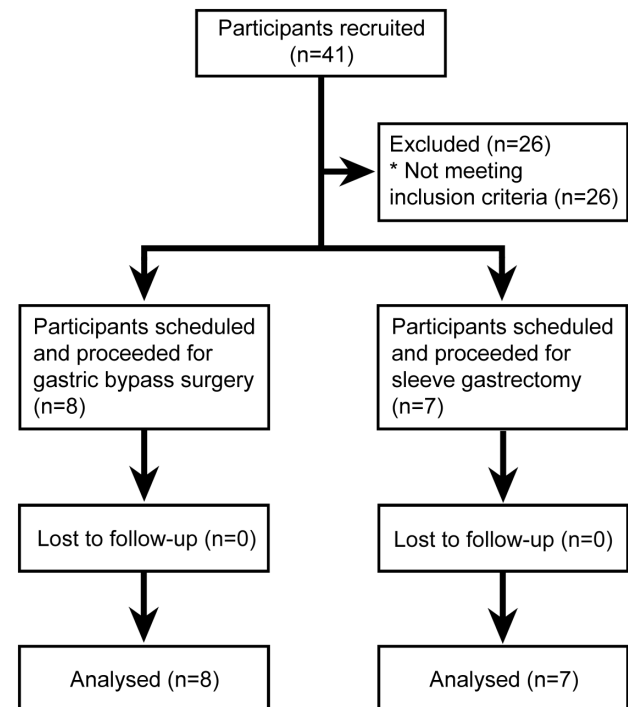 Participants recruited
(n=41)
Excluded (n=26)
* Not meeting
inclusion criteria (n=26)
Participants scheduled
and proceeded for
gastric bypass surgery
(n=8)
Participants scheduled
and proceeded for
sleeve gastrectomy
(n=7)
Lost to follow-up (n=0)
Lost to follow-up (n=0)
Analysed (n=8)
Analysed (n=7)